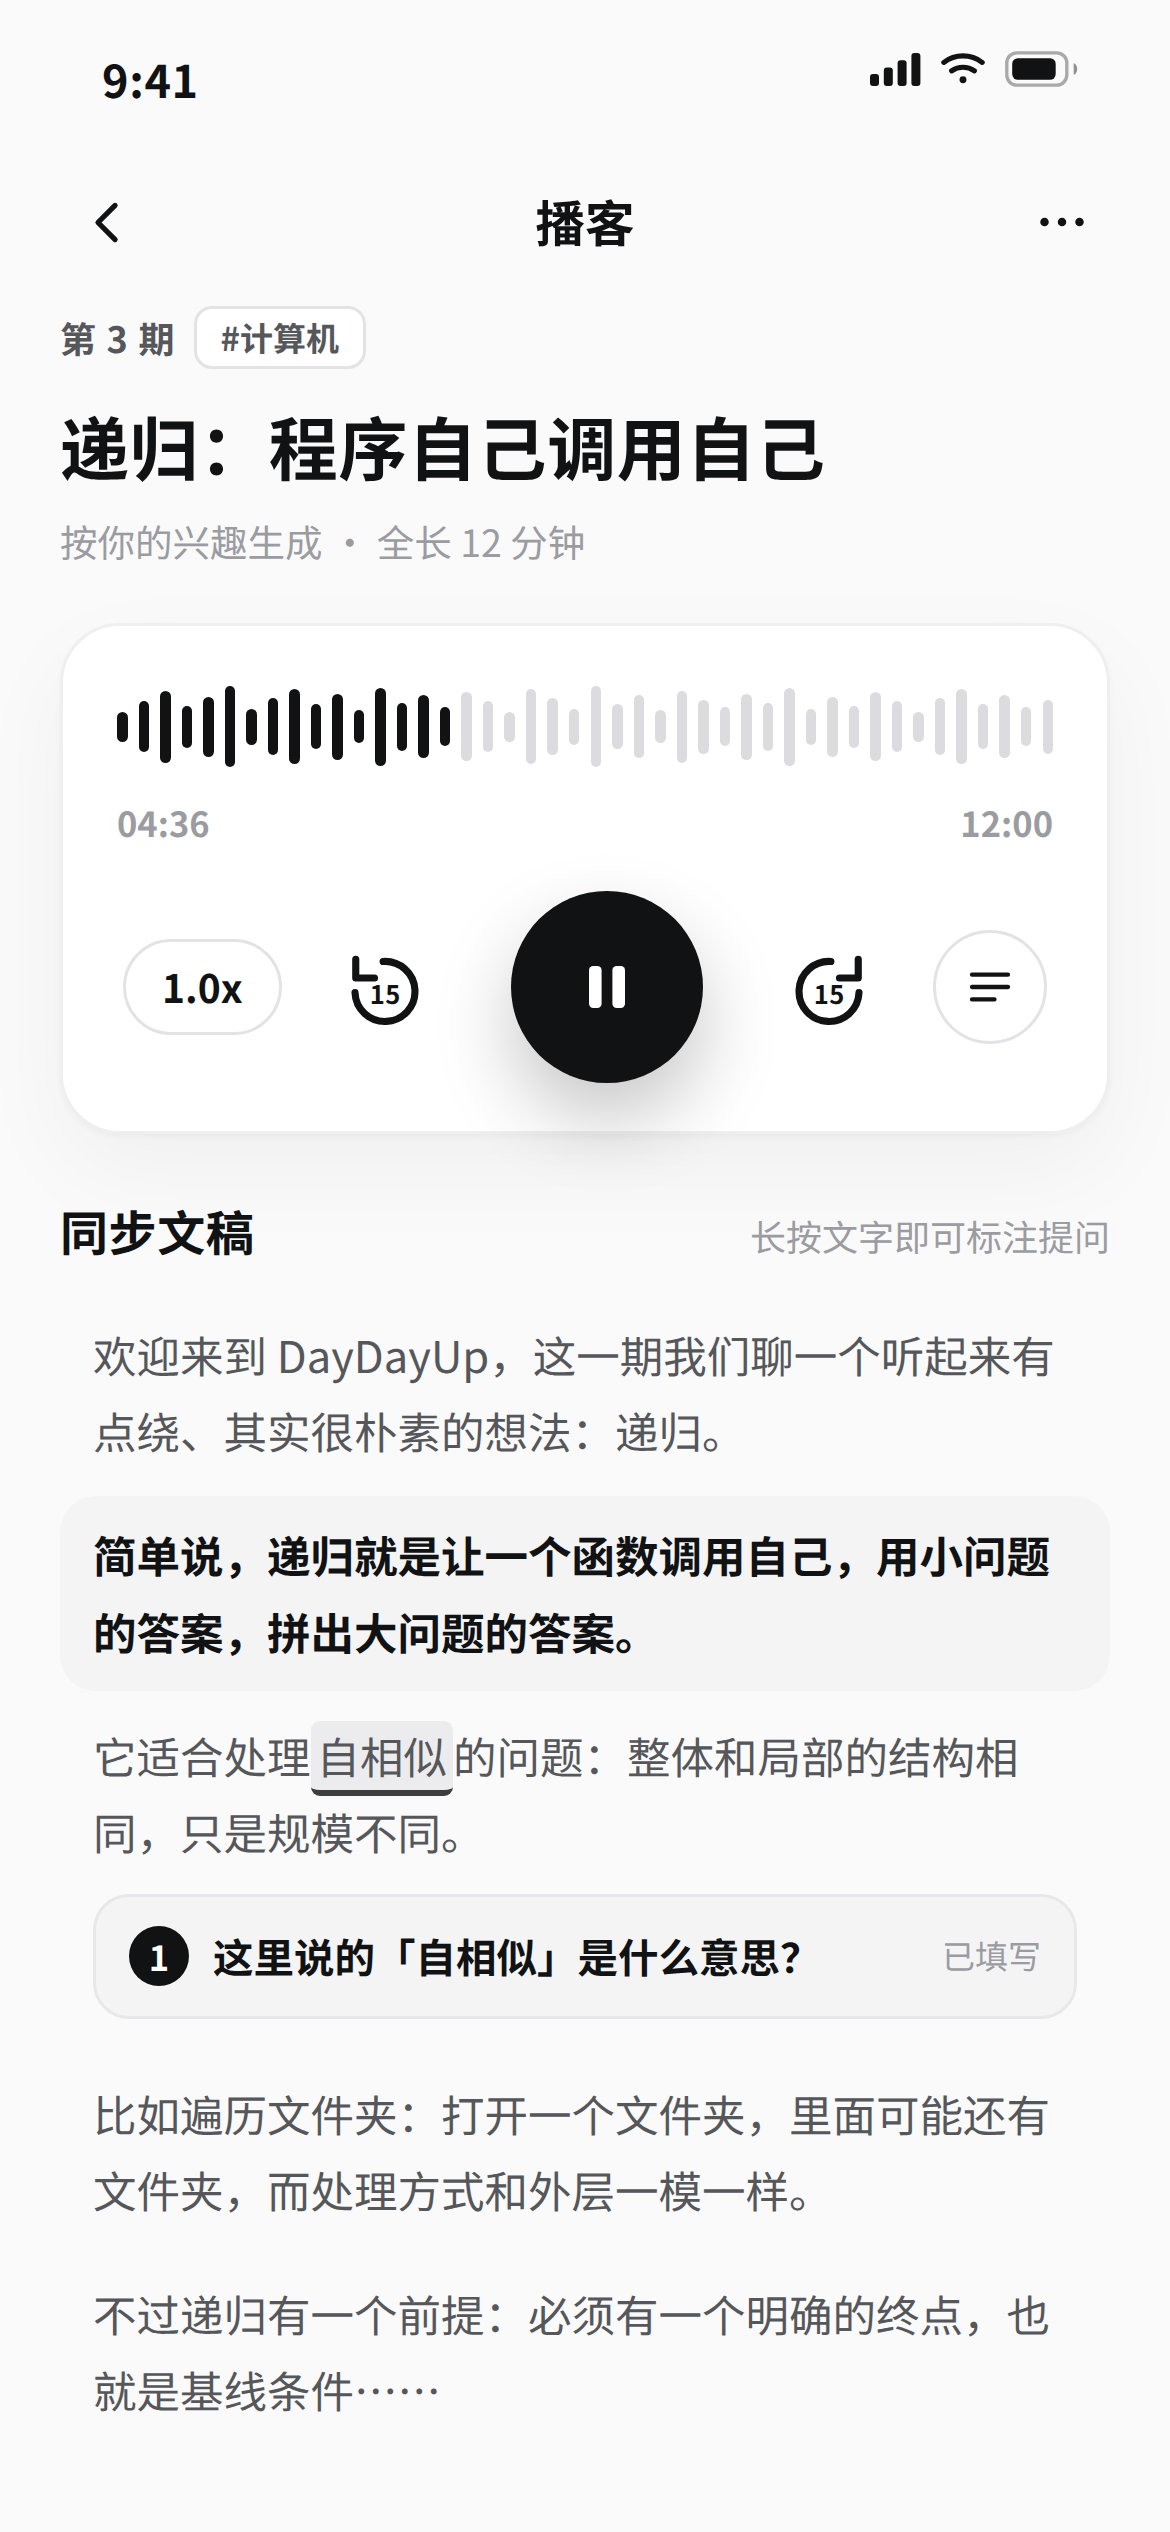 9:41
播客
第 3 期 #计算机
递归：程序自己调用自己
按你的兴趣生成 · 全长 12 分钟
04:36 12:00
1.0x 15 15
同步文稿 长按文字即可标注提问
欢迎来到 DayDayUp，这一期我们聊一个听起来有
点绕、其实很朴素的想法：递归。
简单说，递归就是让一个函数调用自己，用小问题
的答案，拼出大问题的答案。
它适合处理自相似的问题：整体和局部的结构相
同，只是规模不同。
1 这里说的「自相似」是什么意思？ 已填写
比如遍历文件夹：打开一个文件夹，里面可能还有
文件夹，而处理方式和外层一模一样。
不过递归有一个前提：必须有一个明确的终点，也
就是基线条件……